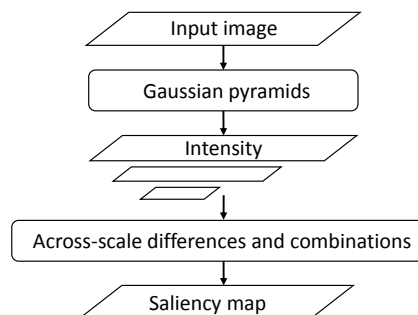 Input image
Gaussian pyramids
Intensity
Across-scale differences and combinations
Saliency map